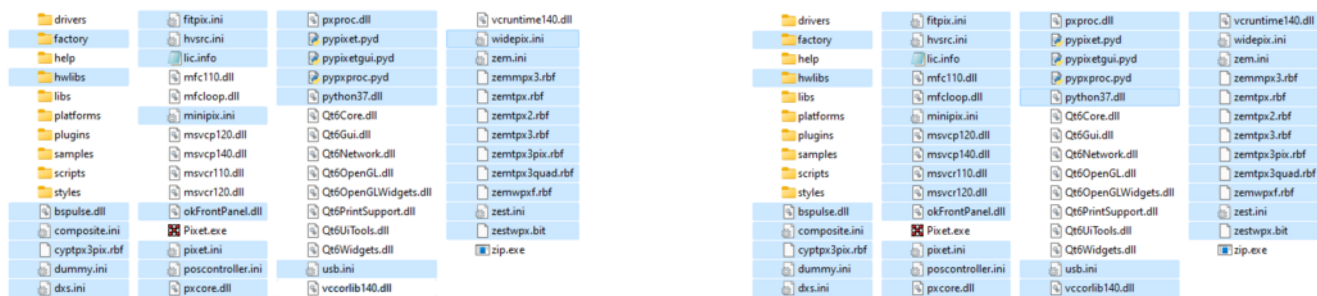 drivers
factory
help
hwlibs
libs
platforms
plugins
samples
scripts
styles
bspulse.dll
composite.ini
cyptpx3pix.rbf
dummy.ini
dxs.ini
fitpix.ini
hvsrc.ini
lic.info
mfc110.dll
mfcloop.dll
minipix.ini
msvcp120.dll
msvcp140.dll
msvcr110.dll
msvcr120.dll
okFrontPanel.dll
Pixet.exe
pixet.ini
poscontroller.ini
pxcore.dll
pxproc.dll
pypixet.pyd
pypixetgui.pyd
pypxproc.pyd
python37.dll
Qt6Core.dll
Qt6Gui.dll
Qt6Network.dll
Qt6OpenGL.dll
Qt6OpenGLWidgets.dll
Qt6PrintSupport.dll
Qt6UiTools.dll
Qt6Widgets.dll
usb.ini
vccorlib140.dll
vcruntime140.dll
widepix.ini
zem.ini
zemmpx3.rbf
zemtpx.rbf
zemtpx2.rbf
zemtpx3.rbf
zemtpx3pix.rbf
zemtpx3quad.rbf
zemwpxf.rbf
zest.ini
zestwpx.bit
zip.exe
drivers
factory
help
hwlibs
libs
platforms
plugins
samples
scripts
styles
bspulse.dll
composite.ini
cyptpx3pix.rbf
dummy.ini
dxs.ini
fitpix.ini
hvsrc.ini
lic.info
mfc110.dll
mfcloop.dll
minipix.ini
msvcp120.dll
msvcp140.dll
msvcr110.dll
msvcr120.dll
okFrontPanel.dll
Pixet.exe
pixet.ini
poscontroller.ini
pxcore.dll
pxproc.dll
pypixet.pyd
pypixetgui.pyd
pypxproc.pyd
python37.dll
Qt6Core.dll
Qt6Gui.dll
Qt6Network.dll
Qt6OpenGL.dll
Qt6OpenGLWidgets.dll
Qt6PrintSupport.dll
Qt6UiTools.dll
Qt6Widgets.dll
usb.ini
vccorlib140.dll
vcruntime140.dll
widepix.ini
zem.ini
zemmpx3.rbf
zemtpx.rbf
zemtpx2.rbf
zemtpx3.rbf
zemtpx3pix.rbf
zemtpx3quad.rbf
zemwpxf.rbf
zest.ini
zestwpx.bit
zip.exe